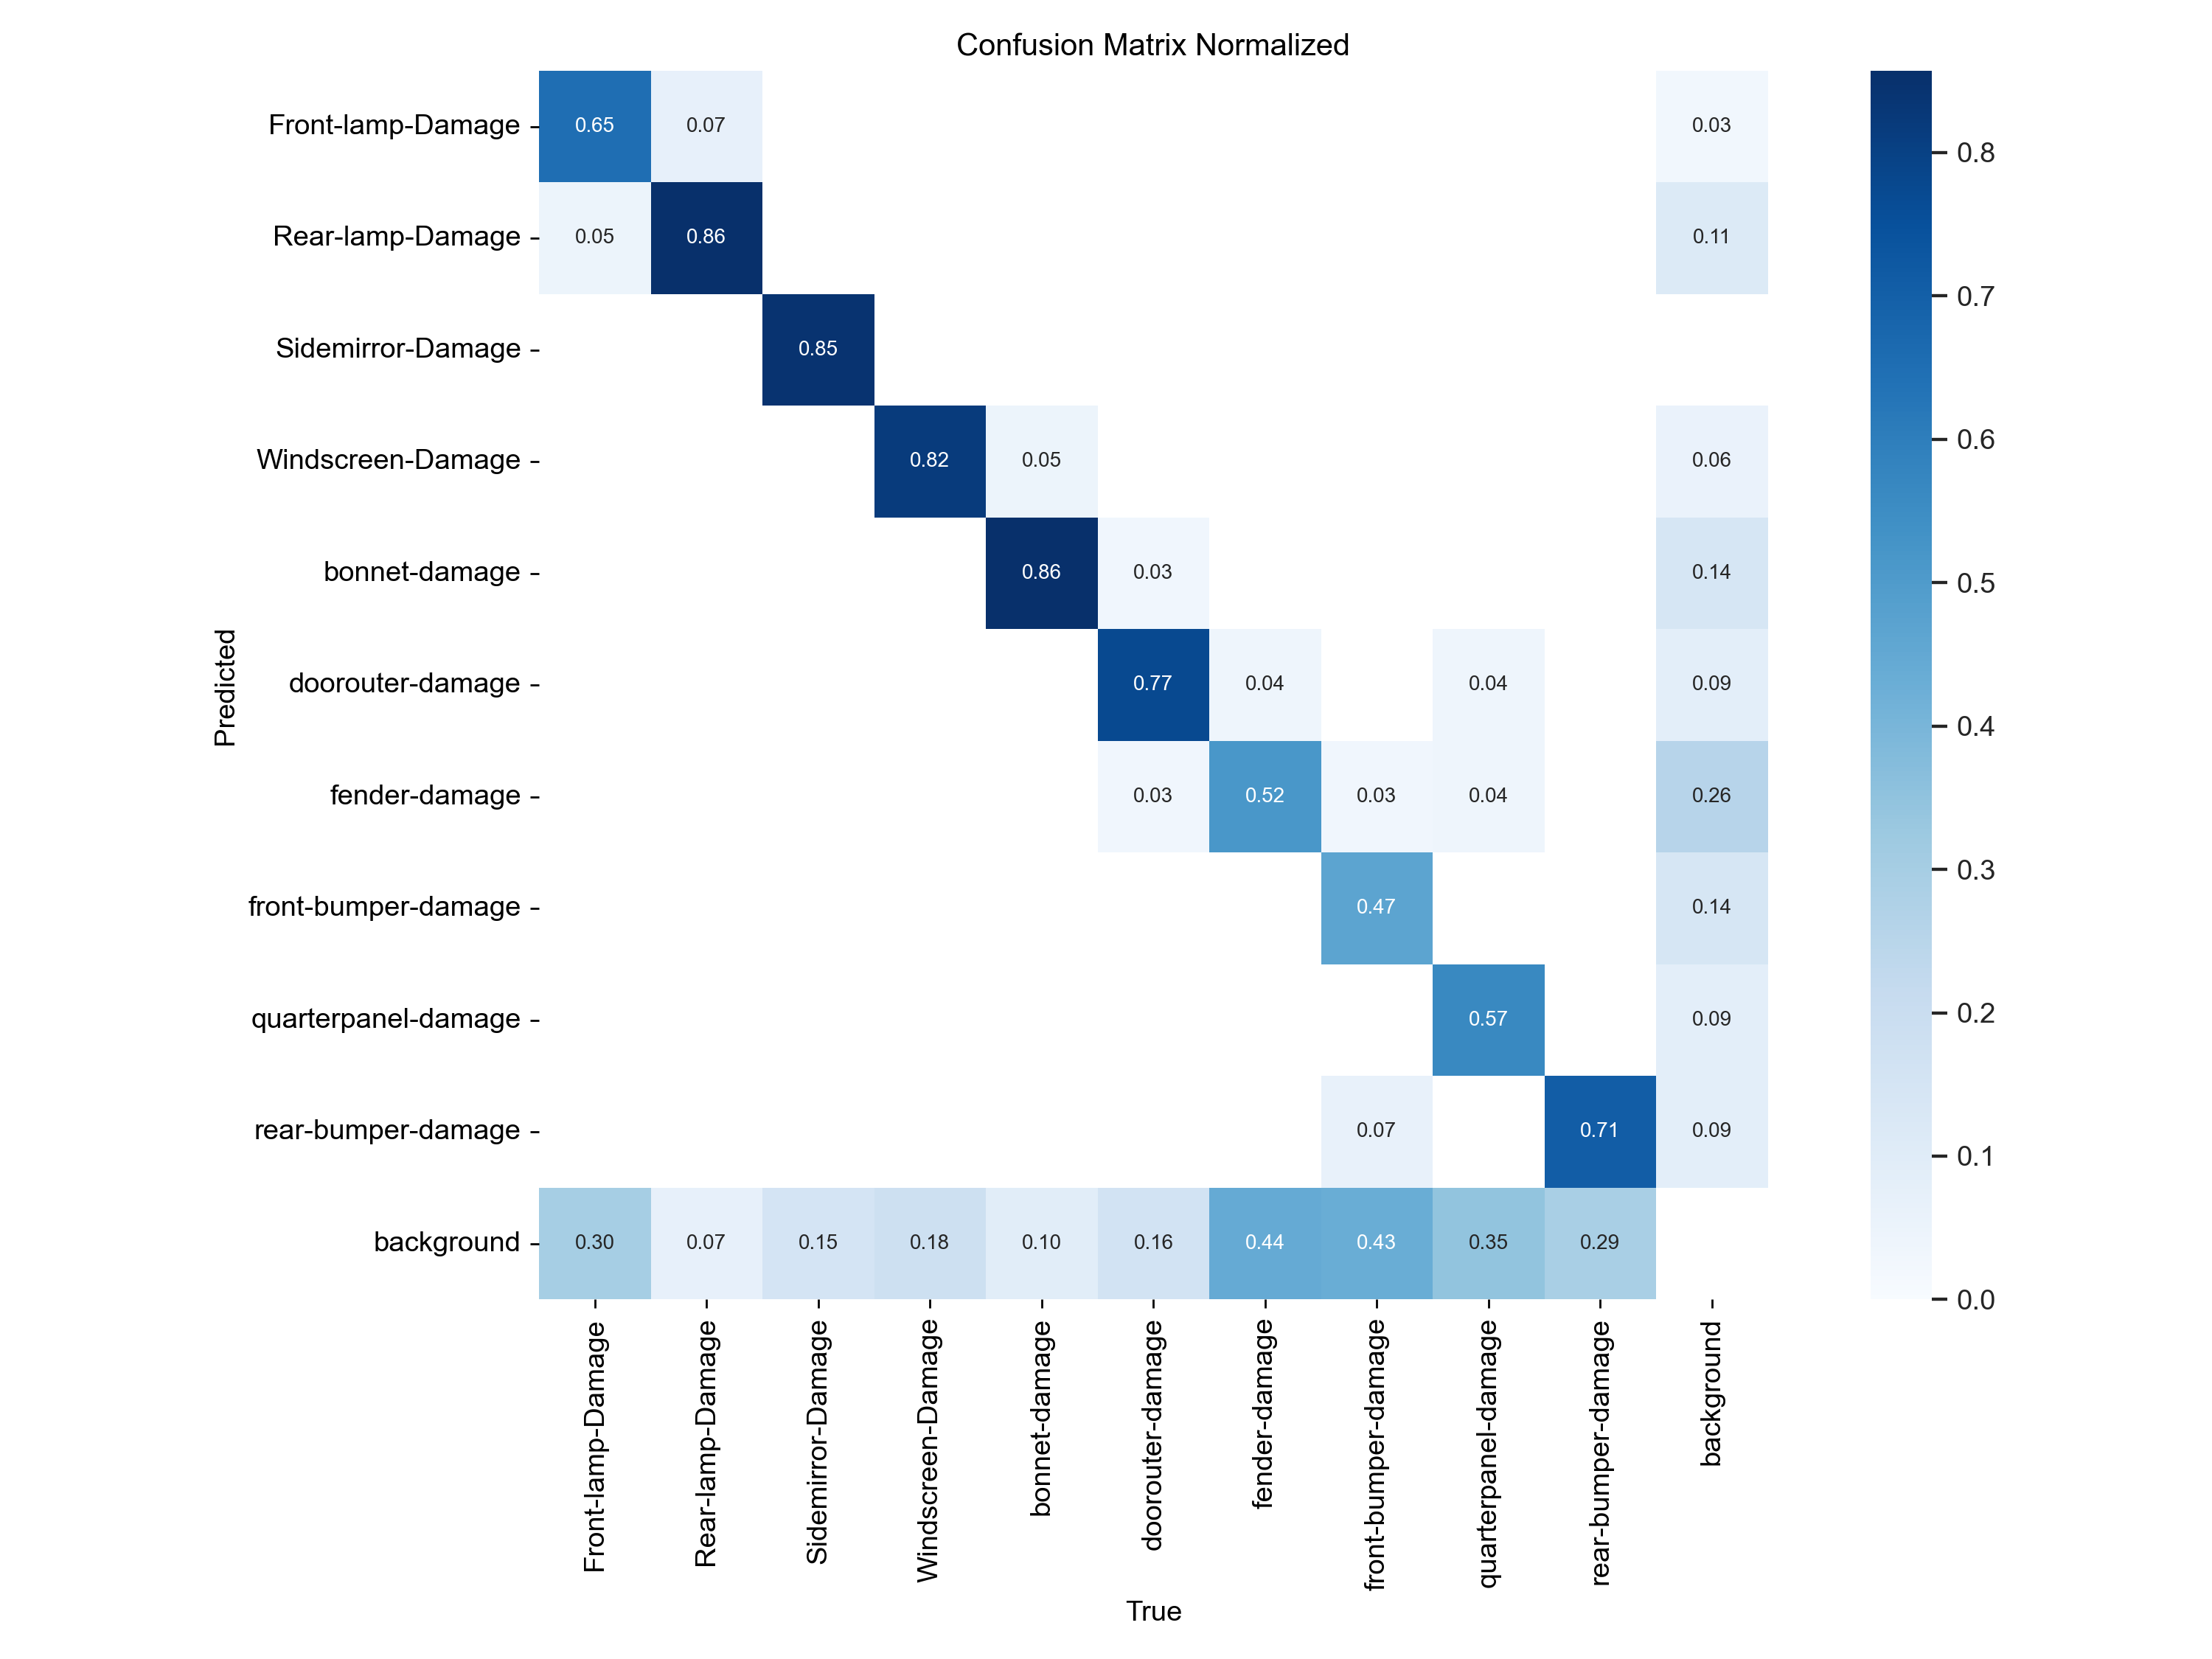 Confusion Matrix Normalized
Front-lamp-Damage 0.65 0.07 0.03
Rear-lamp-Damage 0.05 0.86 0.11
Sidemirror-Damage 0.85
Windscreen-Damage 0.82 0.05 0.06
bonnet-damage 0.86 0.03 0.14
doorouter-damage 0.77 0.04 0.04 0.09
fender-damage 0.03 0.52 0.03 0.04 0.26
front-bumper-damage 0.47 0.14
quarterpanel-damage 0.57 0.09
rear-bumper-damage 0.07 0.71 0.09
background 0.30 0.07 0.15 0.18 0.10 0.16 0.44 0.43 0.35 0.29
Predicted
Front-lamp-Damage
Rear-lamp-Damage
Sidemirror-Damage
Windscreen-Damage
bonnet-damage
doorouter-damage
fender-damage
front-bumper-damage
quarterpanel-damage
rear-bumper-damage
background
True
0.8
0.7
0.6
0.5
0.4
0.3
0.2
0.1
0.0